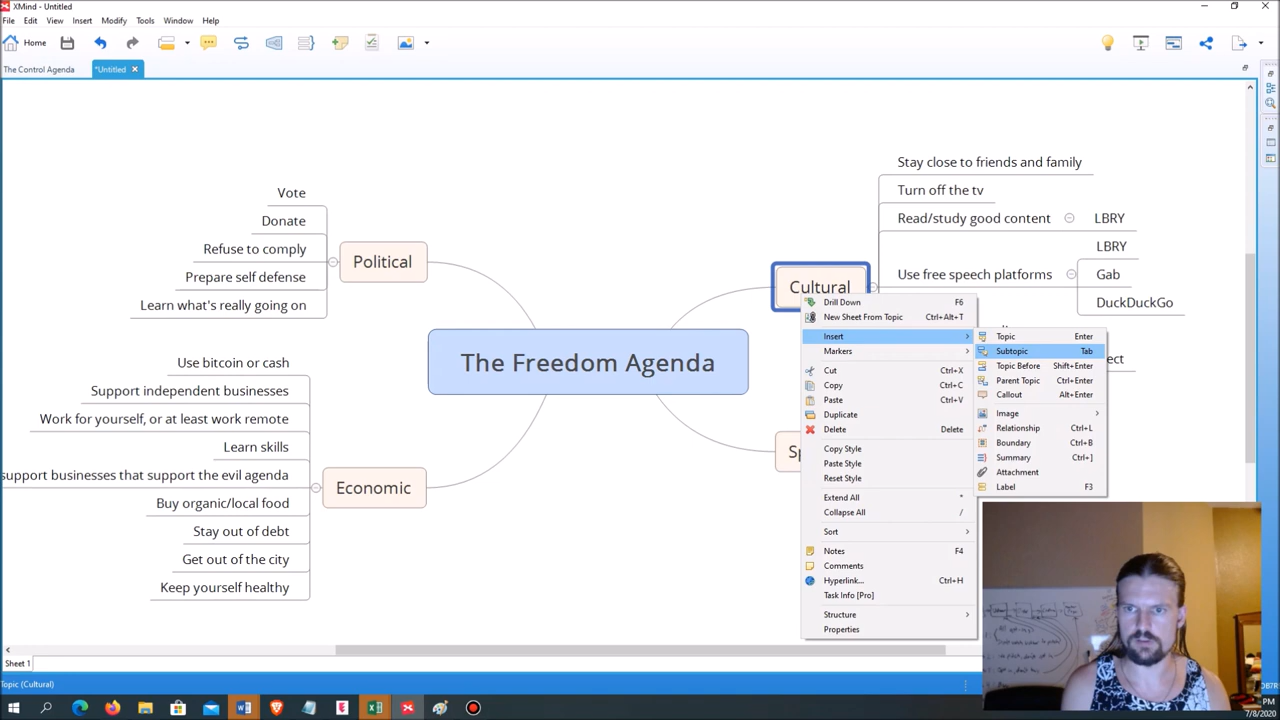 XMind - Untitled
File Edit View Insert Modify Tools Window Help
Home
The Control Agenda *Untitled
Stay close to friends and family
Turn off the tv
Read/study good content LBRY
LBRY
Use free speech platforms Gab
DuckDuckGo
Cultural
Vote
Donate
Refuse to comply
Prepare self defense
Learn what's really going on
Political
The Freedom Agenda
Use bitcoin or cash
Support independent businesses
Work for yourself, or at least work remote
Learn skills
support businesses that support the evil agenda
Buy organic/local food
Stay out of debt
Get out of the city
Keep yourself healthy
Economic
Drill Down F6
New Sheet From Topic Ctrl+Alt+T
Insert
Markers
Cut Ctrl+X
Copy Ctrl+C
Paste Ctrl+V
Duplicate
Delete Delete
Copy Style
Paste Style
Reset Style
Extend All *
Collapse All /
Sort
Notes F4
Comments
Hyperlink... Ctrl+H
Task Info [Pro]
Structure
Properties
Topic Enter
Subtopic Tab
Topic Before Shift+Enter
Parent Topic Ctrl+Enter
Callout Alt+Enter
Image
Relationship Ctrl+L
Boundary Ctrl+B
Summary Ctrl+]
Attachment
Label F3
Sheet 1
Topic (Cultural)
PM
7/8/2020